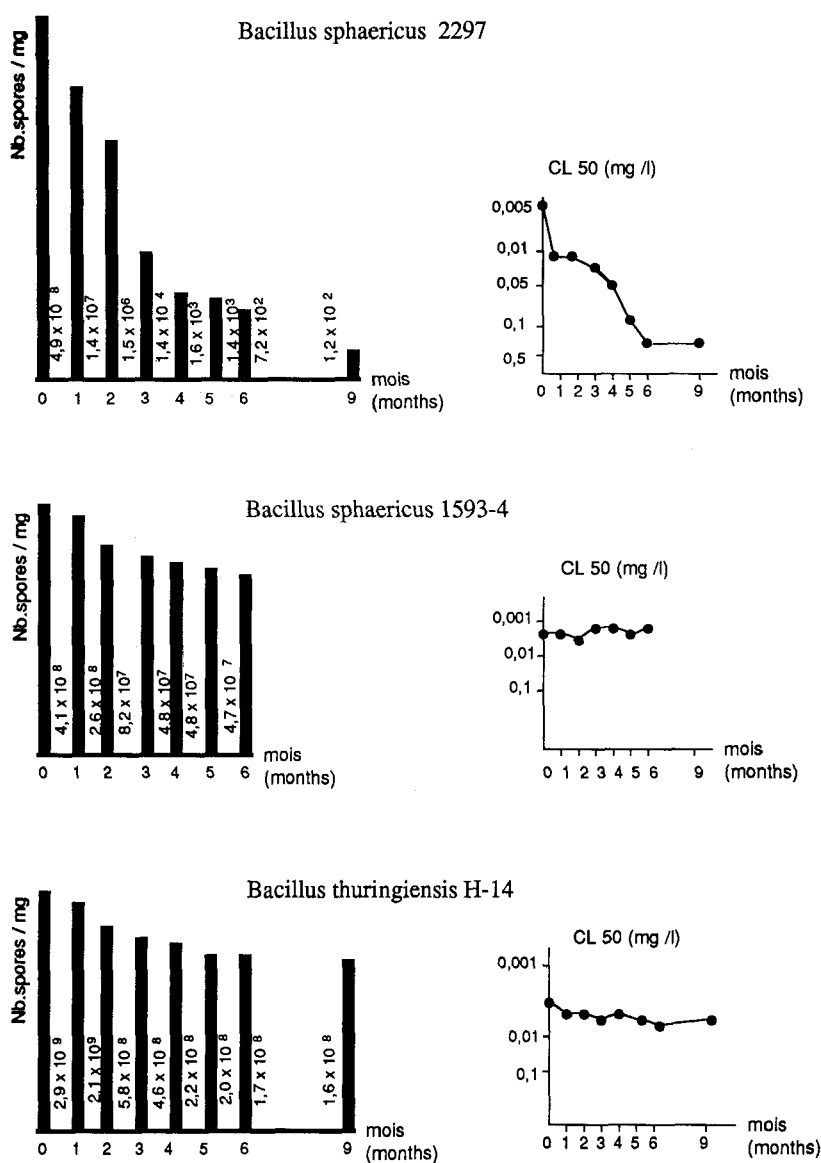 Bacillus sphaericus 2297
Nb.spores / mg
4,9 x 10 8
1,4 x 10 7
1,5 x 10 6
1,4 x 10 4
1,6 x 10 3
1,4 x 10 3
7,2 x 10 2
1,2 x 10 2
0 1 2 3 4 5 6 9
mois
(months)
CL 50 (mg /l)
0,005
0,01
0,05
0,1
0,5
0 1 2 3 4 5 6 9
mois
(months)
Bacillus sphaericus 1593-4
Nb.spores / mg
4,1 x 10 8
2,6 x 10 8
8,2 x 10 7
4,8 x 10 7
4,8 x 10 7
4,7 x 10 7
0 1 2 3 4 5 6
mois
(months)
CL 50 (mg /l)
0,001
0,01
0,1
0 1 2 3 4 5 6 9
mois
(months)
Bacillus thuringiensis H-14
Nb.spores / mg
2,9 x 10 9
2,1 x 10 9
5,8 x 10 8
4,6 x 10 8
2,2 x 10 8
2,0 x 10 8
1,7 x 10 8
1,6 x 10 8
0 1 2 3 4 5 6 9
mois
(months)
CL 50 (mg /l)
0,001
0,01
0,1
0 1 2 3 4 5 6 9
mois
(months)